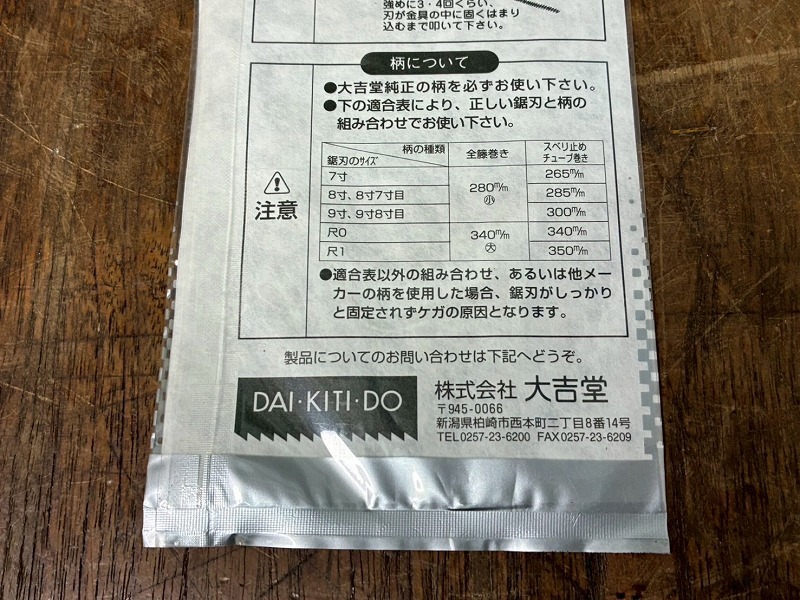 強めに3・4回くらい、
刃が金具の中に固くはまり
込むまで叩いて下さい。
柄について
注意
●大吉堂純正の柄を必ずお使い下さい。
●下の適合表により、正しい鋸刃と柄の
組み合わせでお使い下さい。
柄の種類
鋸刃のサイズ
全籐巻き
スベリ止め
チューブ巻き
7寸
280m/m
小
265m/m
8寸、8寸7寸目
285m/m
9寸、9寸8寸目
300m/m
尺0
340m/m
大
340m/m
尺1
350m/m
●適合表以外の組み合わせ、あるいは他メー
カーの柄を使用した場合、鋸刃がしっかり
と固定されずケガの原因となります。
製品についてのお問い合わせは下記へどうぞ。
DAI・KITI・DO
株式会社 大吉堂
〒945-0066
新潟県柏崎市西本町二丁目8番14号
TEL0257-23-6200 FAX0257-23-6209